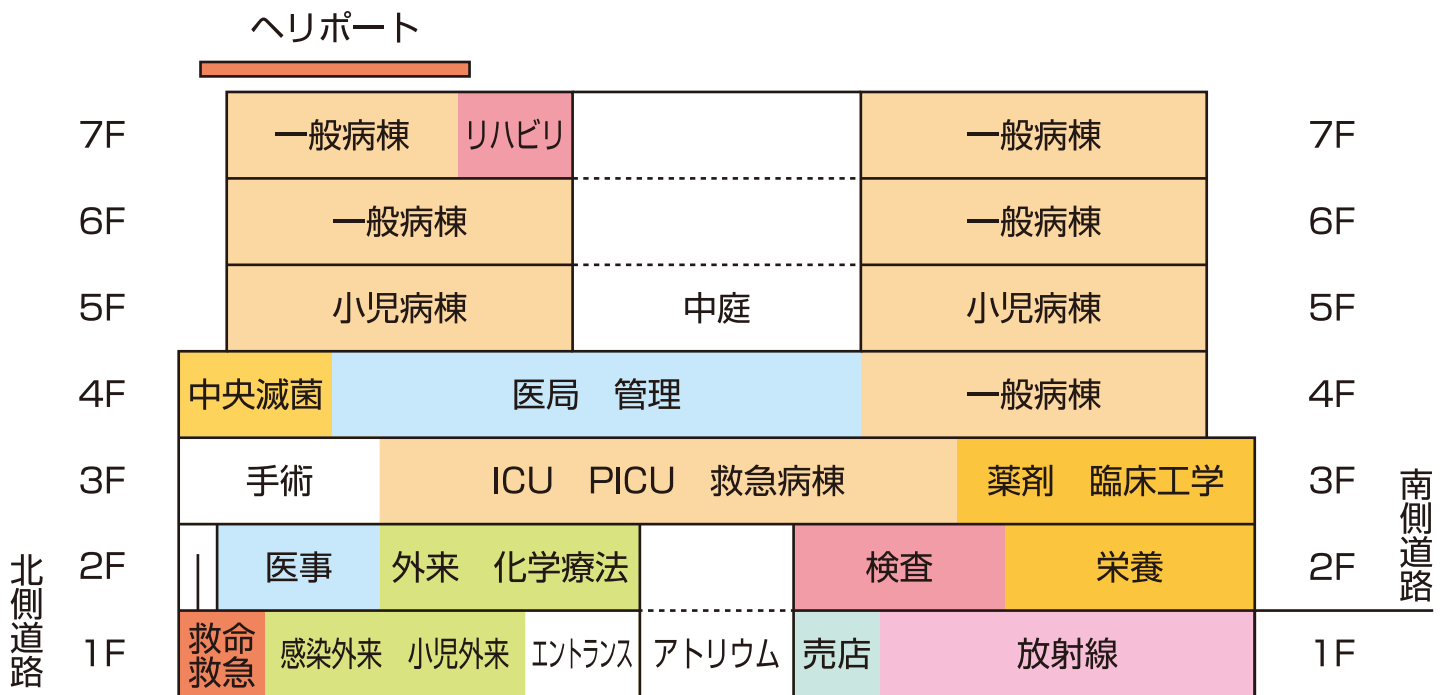 ヘリポート
7F 一般病棟 リハビリ 一般病棟 7F
6F 一般病棟 一般病棟 6F
5F 小児病棟 中庭 小児病棟 5F
4F 中央滅菌 医局　管理 一般病棟 4F
3F 手術 ICU　PICU　救急病棟 薬剤　臨床工学 3F
2F 医事 外来　化学療法 検査 栄養 2F
1F 救命
救急 感染外来　小児外来 エントランス アトリウム 売店 放射線 1F
北側道路
南側道路